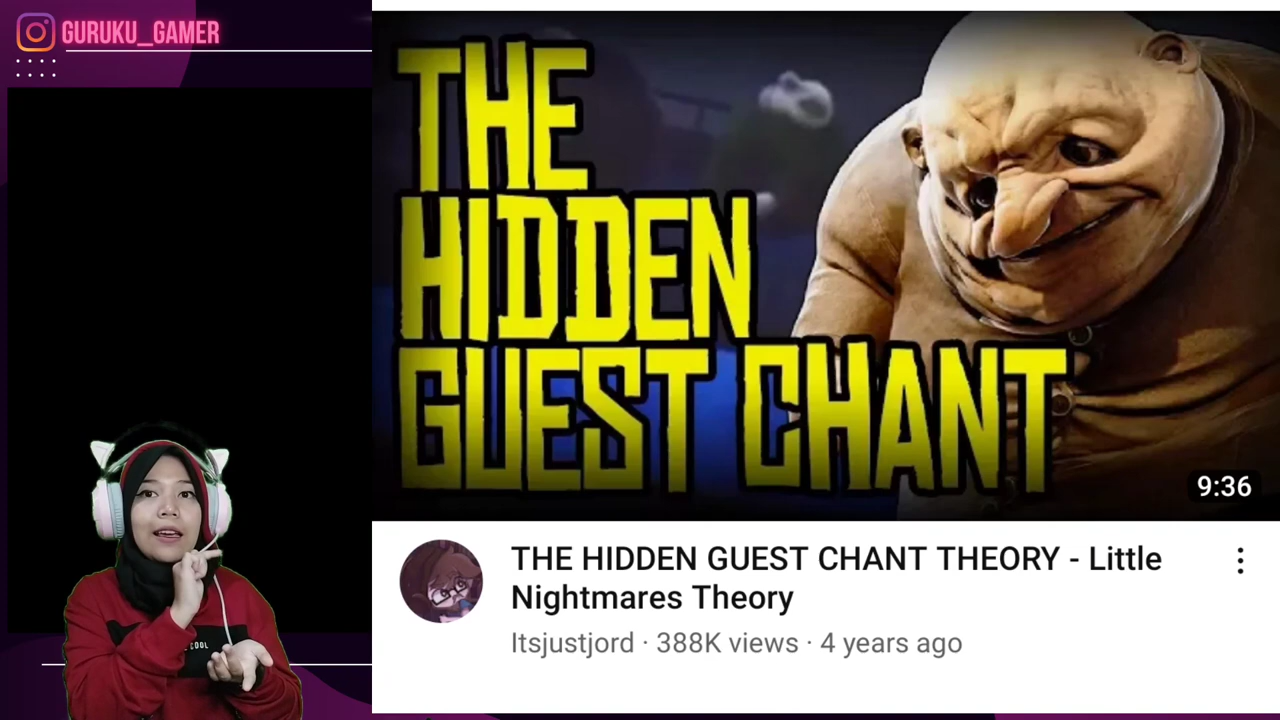 GURUKU_GAMER
THE
HIDDEN
GUEST CHANT
9:36
THE HIDDEN GUEST CHANT THEORY - Little
Nightmares Theory
Itsjustjord · 388K views · 4 years ago
COOL